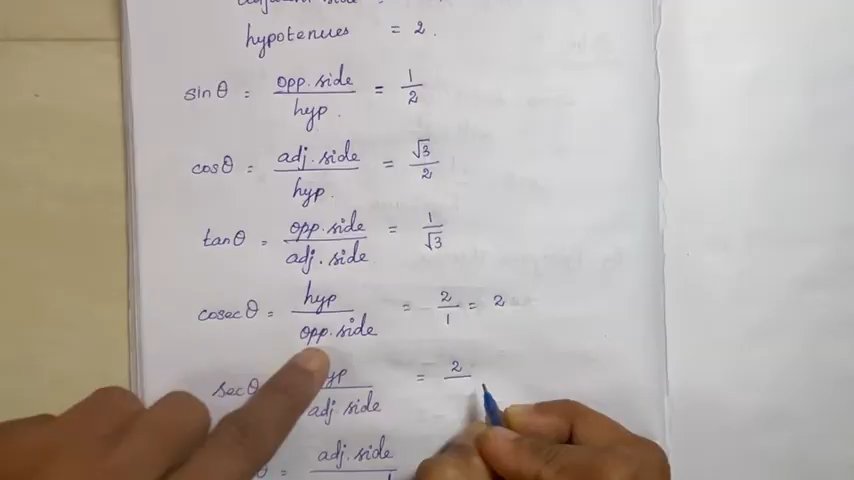 hypotenues = 2.
sinθ = opp.side / hyp. = 1 / 2
cosθ = adj.side / hyp. = √3 / 2
tanθ = opp.side / adj.side = 1 / √3
cosecθ = hyp / opp.side = 2 / 1 = 2
secθ / adj side = 2
θ = adj.side